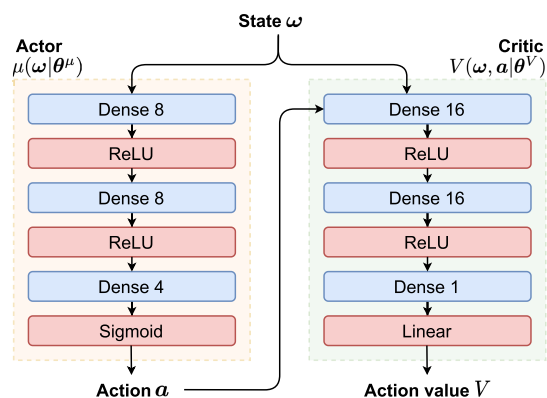 State ω
Actor
μ(ω|θ^μ)
Critic
V(ω, a|θ^V)
Dense 8
ReLU
Dense 8
ReLU
Dense 4
Sigmoid
Action a
Dense 16
ReLU
Dense 16
ReLU
Dense 1
Linear
Action value V